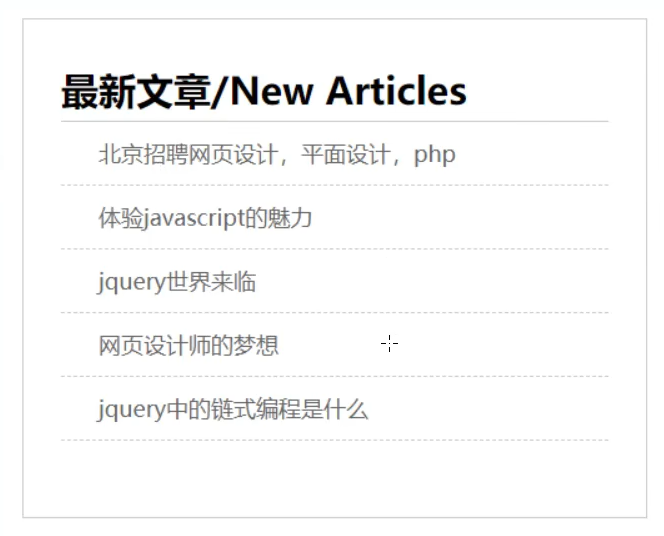 最新文章/New Articles
北京招聘网页设计，平面设计，php
体验javascript的魅力
jquery世界来临
网页设计师的梦想
jquery中的链式编程是什么